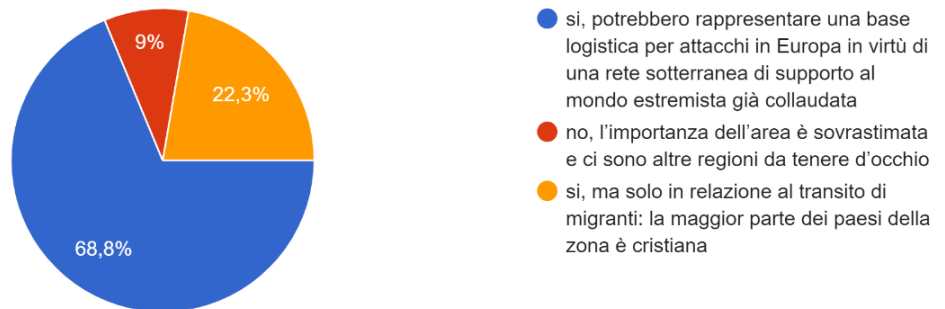 9%
22,3%
68,8%
si, potrebbero rappresentare una base
logistica per attacchi in Europa in virtù di
una rete sotterranea di supporto al
mondo estremista già collaudata
no, l’importanza dell’area è sovrastimata
e ci sono altre regioni da tenere d’occhio
si, ma solo in relazione al transito di
migranti: la maggior parte dei paesi della
zona è cristiana